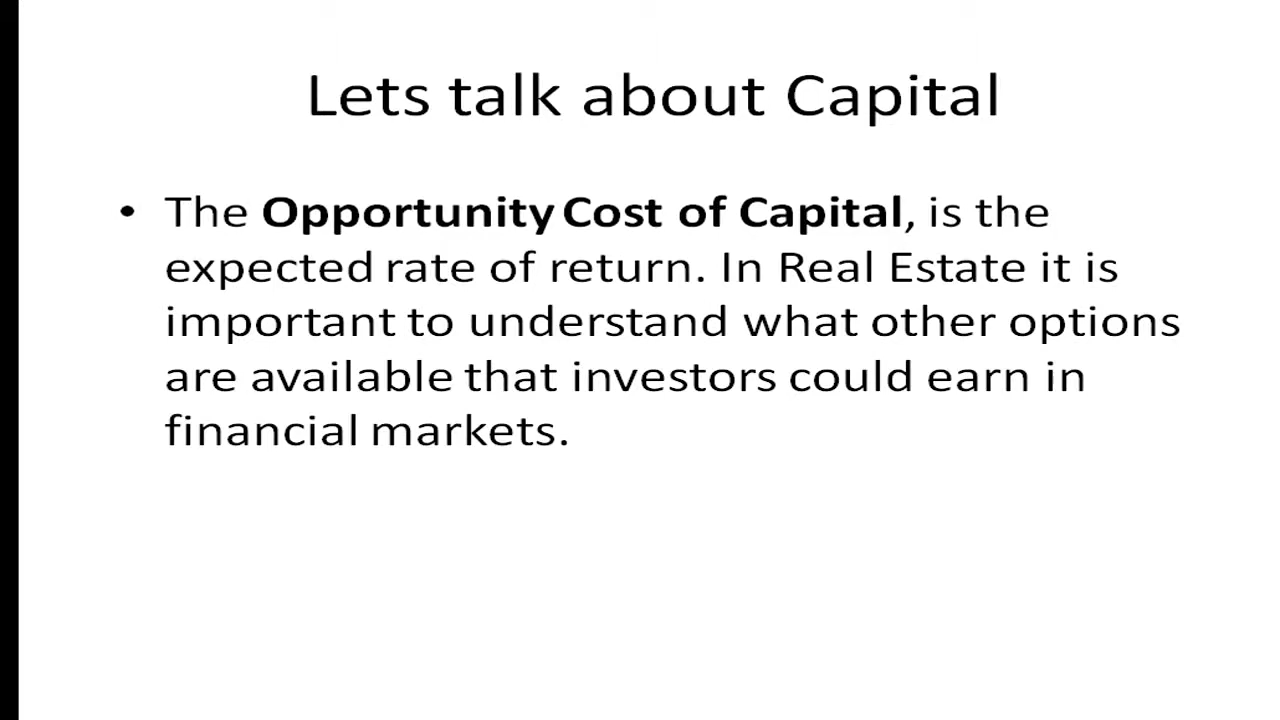 Lets talk about Capital
• The Opportunity Cost of Capital, is the
expected rate of return. In Real Estate it is
important to understand what other options
are available that investors could earn in
financial markets.